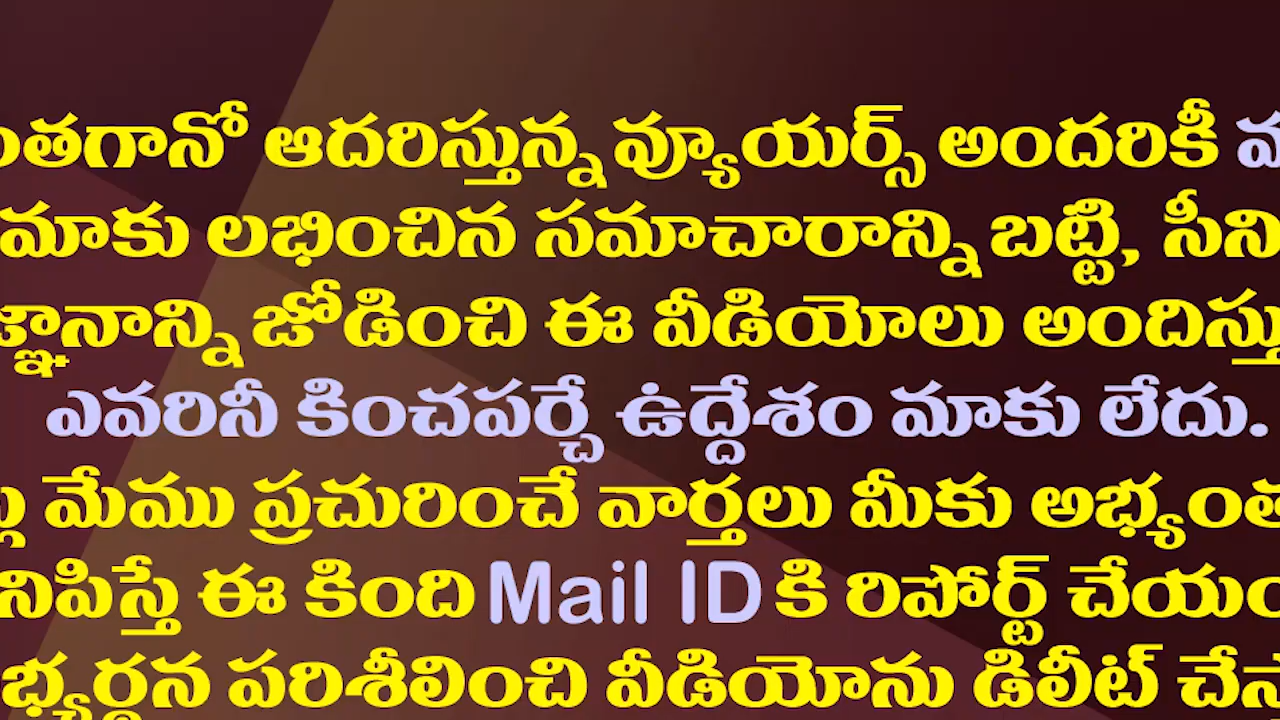 ఆదరిస్తున్న వ్యూయర్స్ అందరికీ
మాకు లభించిన సమాచారాన్ని బట్టి,
జోడించి ఈ వీడియోలు
ఎవరినీ కించపర్చే ఉద్దేశం మాకు లేదు.
మేము ప్రచురించే వార్తలు మీకు
ఈ కింది Mail ID కి రిపోర్ట్
పరిశీలించి వీడియోను డిలీట్